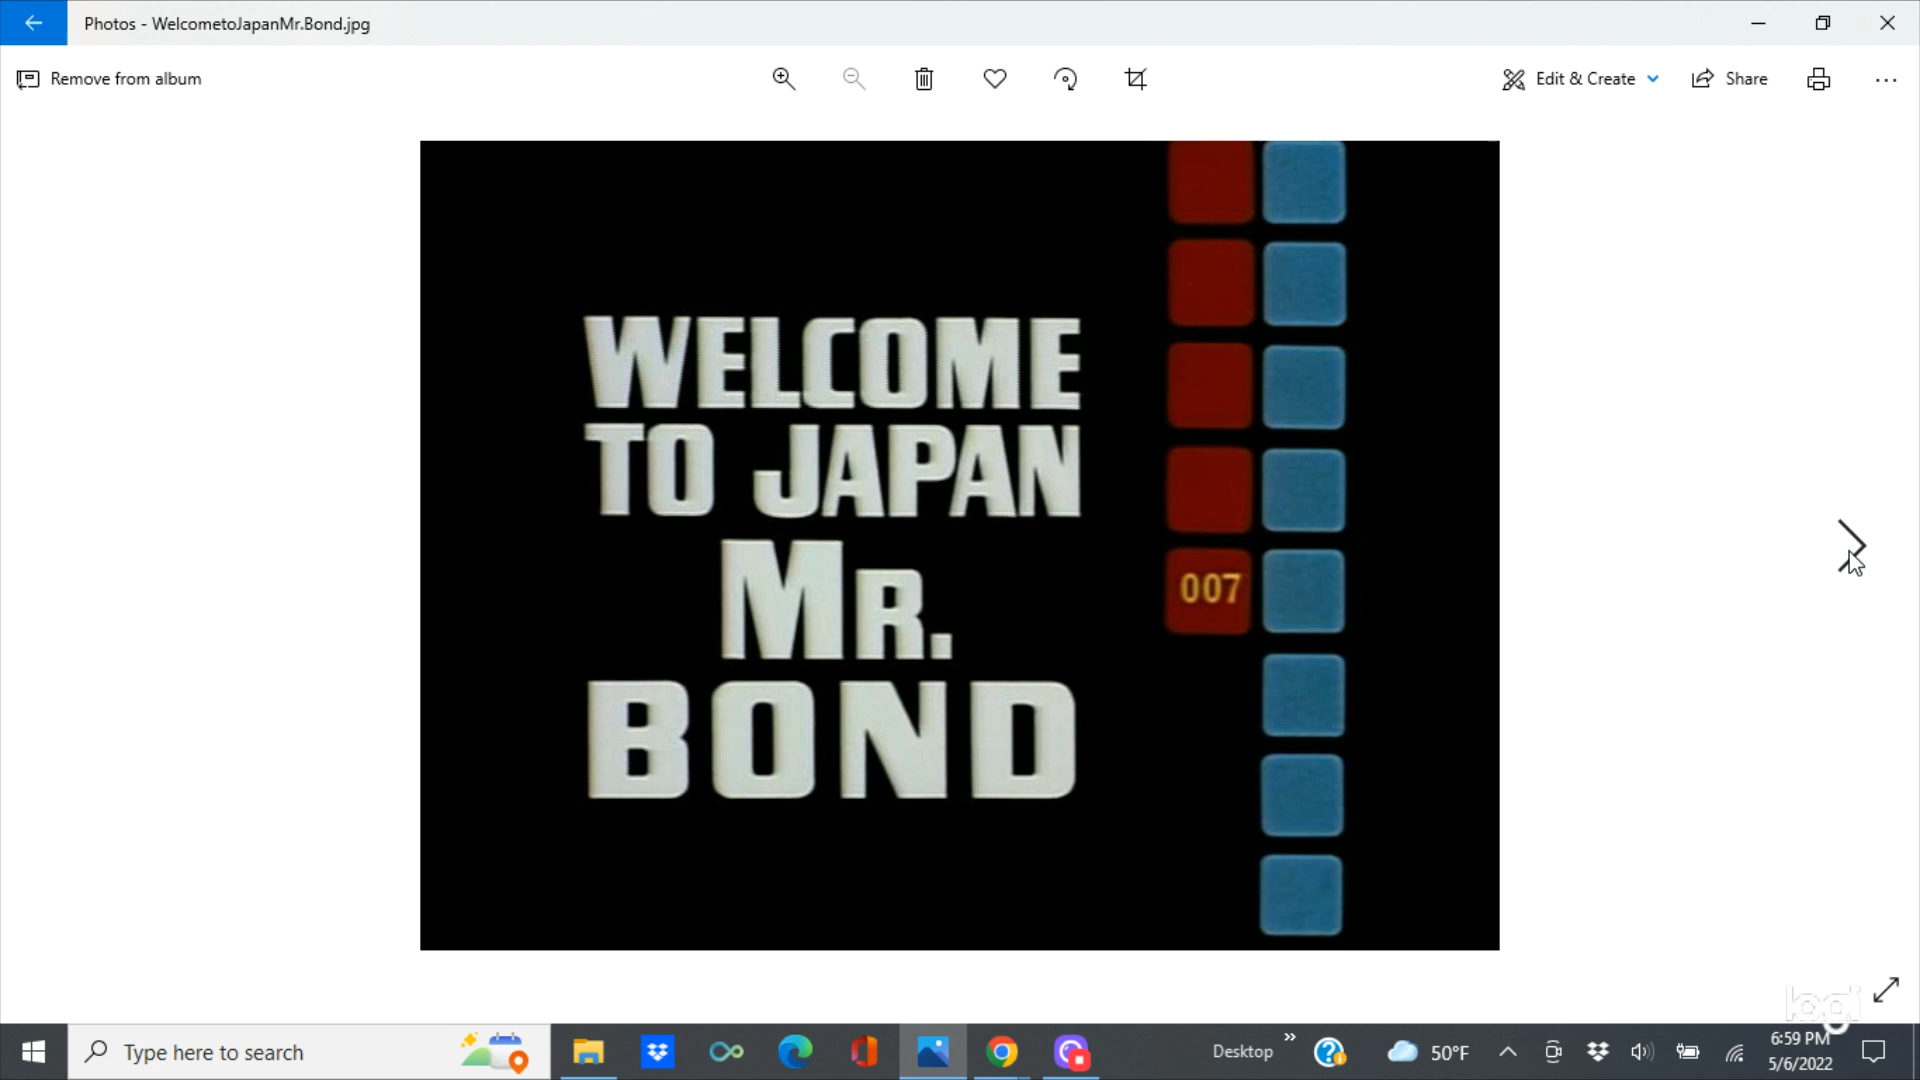 Photos - WelcometoJapanMr.Bond.jpg
Remove from album
Edit & Create
Share
WELCOME
TO JAPAN
MR.
BOND
007
logi
Type here to search
Desktop
50°F
6:59 PM
5/6/2022